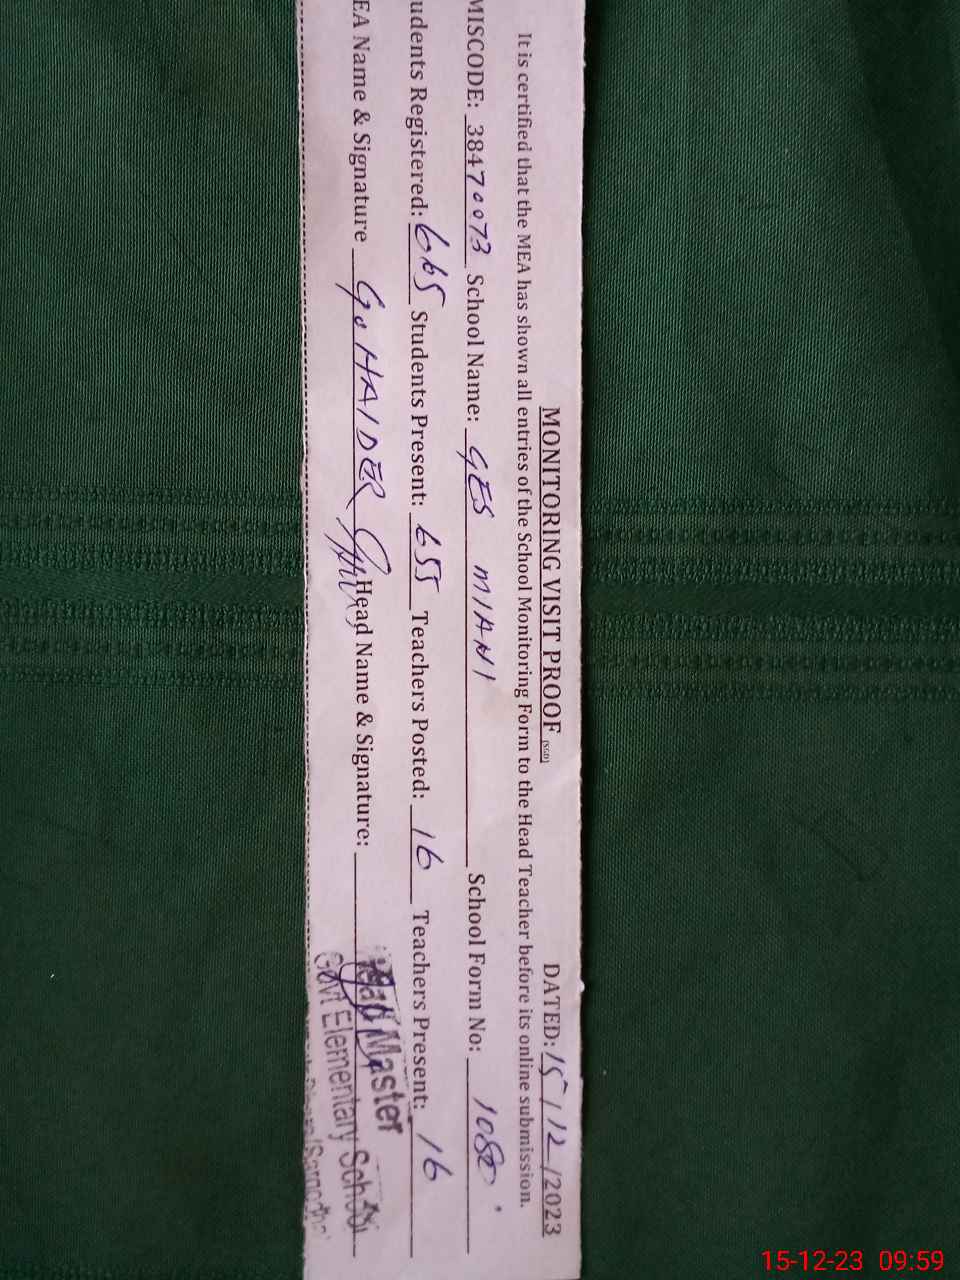 MONITORING VISIT PROOF [SGD] DATED: 15/12/2023
It is certified that the MEA has shown all entries of the School Monitoring Form to the Head Teacher before its online submission.
MISCODE: 38470073 School Name: GES MIANI School Form No: 1080
udents Registered: 665 Students Present: 655 Teachers Posted: 16 Teachers Present: 16
EA Name & Signature G. HAIDER Head Name & Signature:
Head Master
Govt Elementary School
15-12-23 09:59